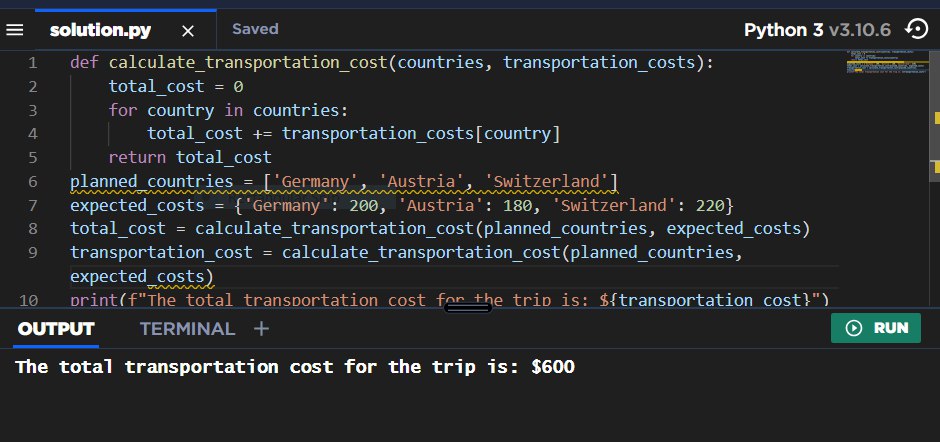 solution.py × Saved Python 3 v3.10.6
1 def calculate_transportation_cost(countries, transportation_costs):
2     total_cost = 0
3     for country in countries:
4         total_cost += transportation_costs[country]
5     return total_cost
6 planned_countries = ['Germany', 'Austria', 'Switzerland']
7 expected_costs = {'Germany': 200, 'Austria': 180, 'Switzerland': 220}
8 total_cost = calculate_transportation_cost(planned_countries, expected_costs)
9 transportation_cost = calculate_transportation_cost(planned_countries,
expected_costs)
10 print(f"The total transportation cost for the trip is: ${transportation_cost}")
OUTPUT TERMINAL + RUN
The total transportation cost for the trip is: $600